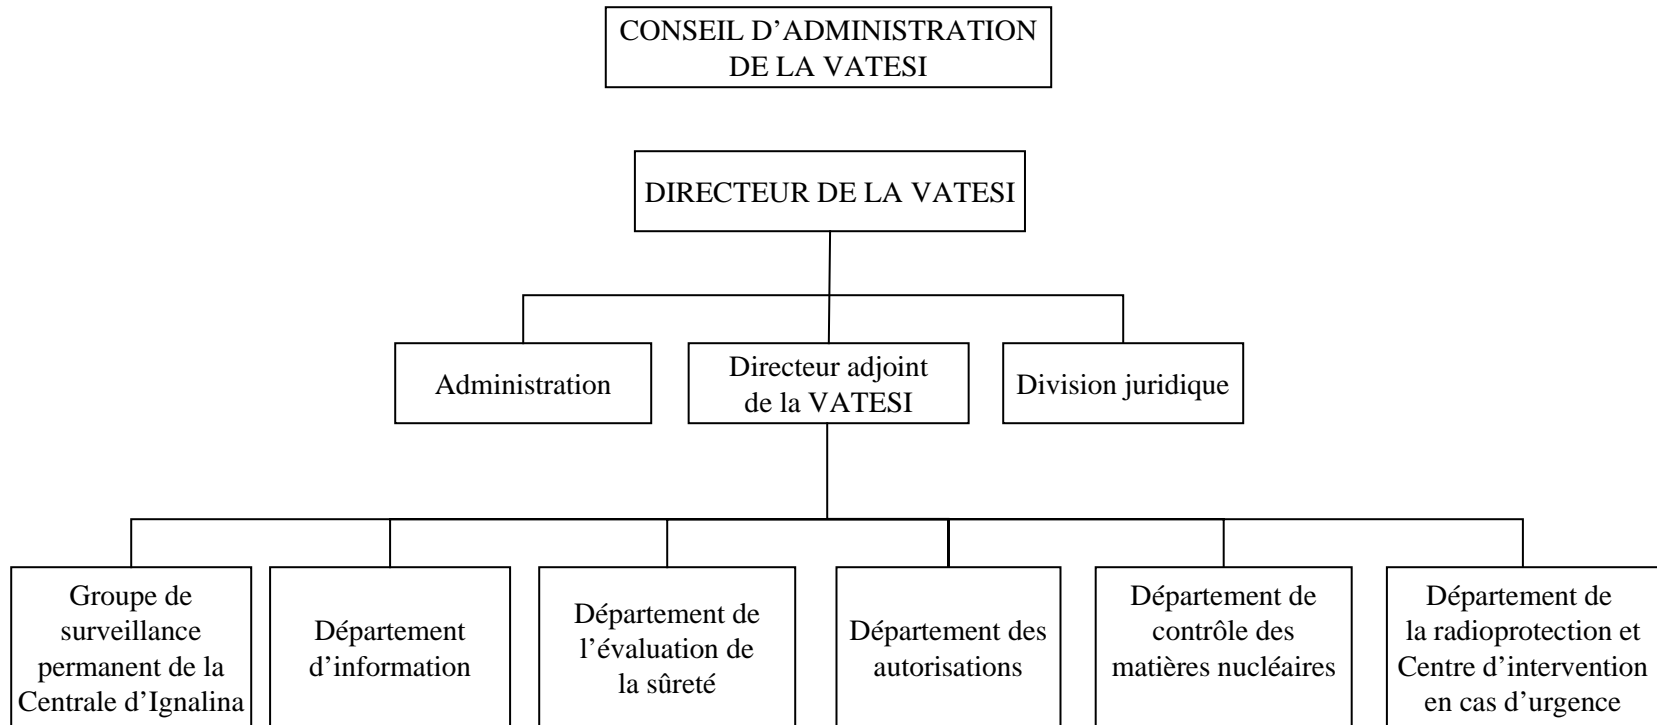 CONSEIL D’ADMINISTRATION
DE LA VATESI
DIRECTEUR DE LA VATESI
Administration
Directeur adjoint
de la VATESI
Division juridique
Groupe de
surveillance
permanent de la
Centrale d’Ignalina
Département
d’information
Département de
l’évaluation de
la sûreté
Département des
autorisations
Département de
contrôle des
matières nucléaires
Département de
la radioprotection et
Centre d’intervention
en cas d’urgence